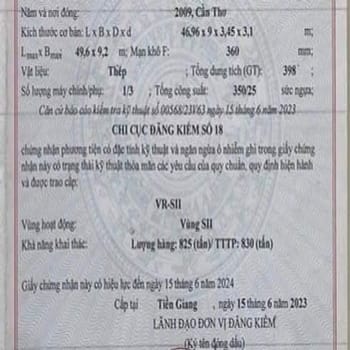 Năm và nơi đóng: 2009, Cần Thơ
Kích thước cơ bản: L x B x D x d 46,96 x 9 x 3,45 x 3,1 m;
Lmax x Bmax 49,6 x 9,2 m; Mạn khô F: 360 mm;
Vật liệu: Thép ; Tổng dung tích (GT): 398
Số lượng máy chính/phụ: 1/3 ; Tổng công suất: 350/25 sức ngựa;
Căn cứ báo cáo kiểm tra kỹ thuật số 00568/23V63 ngày 15 tháng 6 năm 2023
CHI CỤC ĐĂNG KIỂM SỐ 18
chứng nhận phương tiện có đặc tính kỹ thuật và ngăn ngừa ô nhiễm ghi trong giấy chứng
nhận này có trạng thái kỹ thuật thỏa mãn các yêu cầu của quy chuẩn, quy định hiện hành
và được trao cấp:
VR-SII
Vùng hoạt động: Vùng SII
Khả năng khai thác: Lượng hàng: 825 (tấn)/ TTTP: 830 (tấn)
Giấy chứng nhận này có hiệu lực đến ngày 15 tháng 6 năm 2024
Cấp tại Tiền Giang , ngày 15 tháng 6 năm 2023
LÃNH ĐẠO ĐƠN VỊ ĐĂNG KIỂM
(Ký tên đóng dấu)